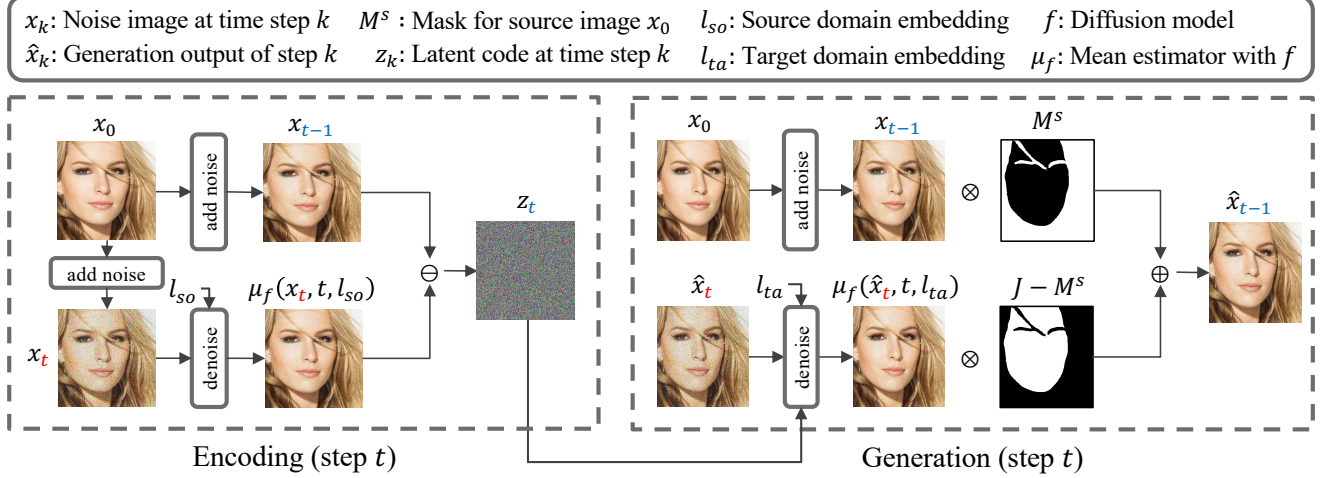 x_k: Noise image at time step k M^s : Mask for source image x_0 l_so: Source domain embedding f: Diffusion model
x̂_k: Generation output of step k z_k: Latent code at time step k l_ta: Target domain embedding μ_f: Mean estimator with f
x_0 x_{t−1}
add noise
z_t
add noise
l_so μ_f(x_t, t, l_so)
x_t
denoise
⊖
Encoding (step t)
x_0 x_{t−1} M^s
add noise
⊗
x̂_{t−1}
⊕
x̂_t l_ta μ_f(x̂_t, t, l_ta) J − M^s
denoise
⊗
Generation (step t)